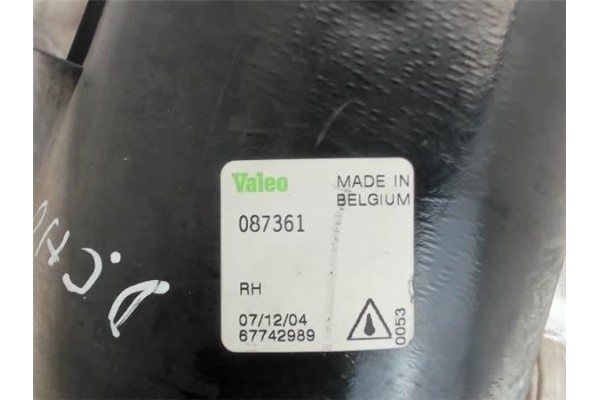 Valeo
MADE IN
BELGIUM
087361
RH
07/12/04
67742989
0053